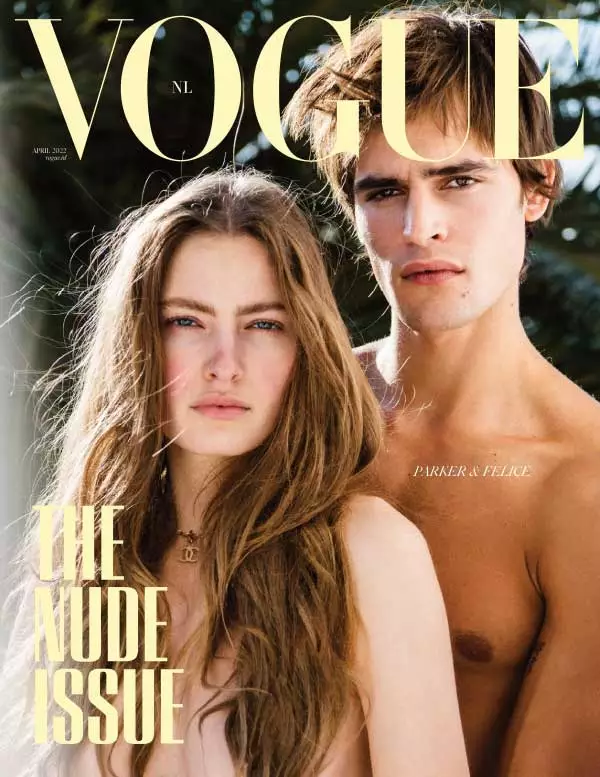 VOGUE
NL
APRIL 2022
vogue.nl
PARKER & FELICE
THE
NUDE
ISSUE